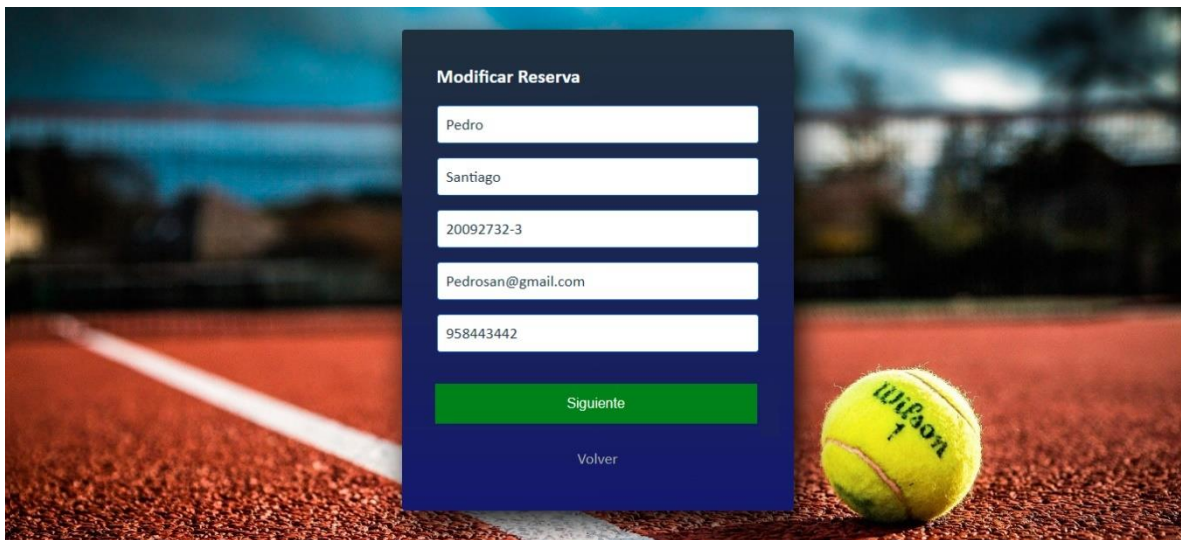 Modificar Reserva
Pedro
Santiago
20092732-3
Pedrosan@gmail.com
958443442
Siguiente
Volver
Wilson
1